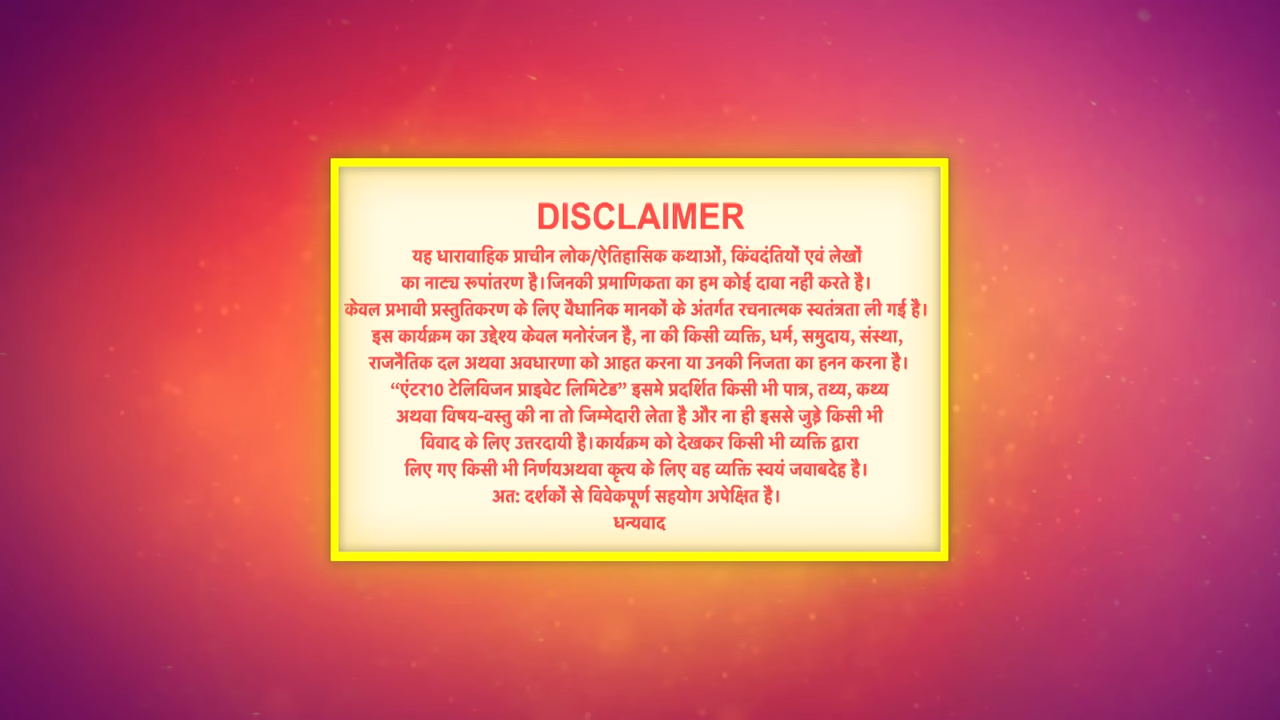 DISCLAIMER
यह धारावाहिक प्राचीन लोक/ऐतिहासिक कथाओं, किंवदंतियों एवं लेखों
का नाट्य रूपांतरण है।जिनकी प्रमाणिकता का हम कोई दावा नहीं करते है।
केवल प्रभावी प्रस्तुतिकरण के लिए वैधानिक मानकों के अंतर्गत रचनात्मक स्वतंत्रता ली गई है।
इस कार्यक्रम का उद्देश्य केवल मनोरंजन है, ना की किसी व्यक्ति, धर्म, समुदाय, संस्था,
राजनैतिक दल अथवा अवधारणा को आहत करना या उनकी निजता का हनन करना है।
“एंटर10 टेलिविजन प्राइवेट लिमिटेड” इसमे प्रदर्शित किसी भी पात्र, तथ्य, कथ्य
अथवा विषय-वस्तु की ना तो जिम्मेदारी लेता है और ना ही इससे जुड़े किसी भी
विवाद के लिए उत्तरदायी है।कार्यक्रम को देखकर किसी भी व्यक्ति द्वारा
लिए गए किसी भी निर्णयअथवा कृत्य के लिए वह व्यक्ति स्वयं जवाबदेह है।
अत: दर्शकों से विवेकपूर्ण सहयोग अपेक्षित है।
धन्यवाद